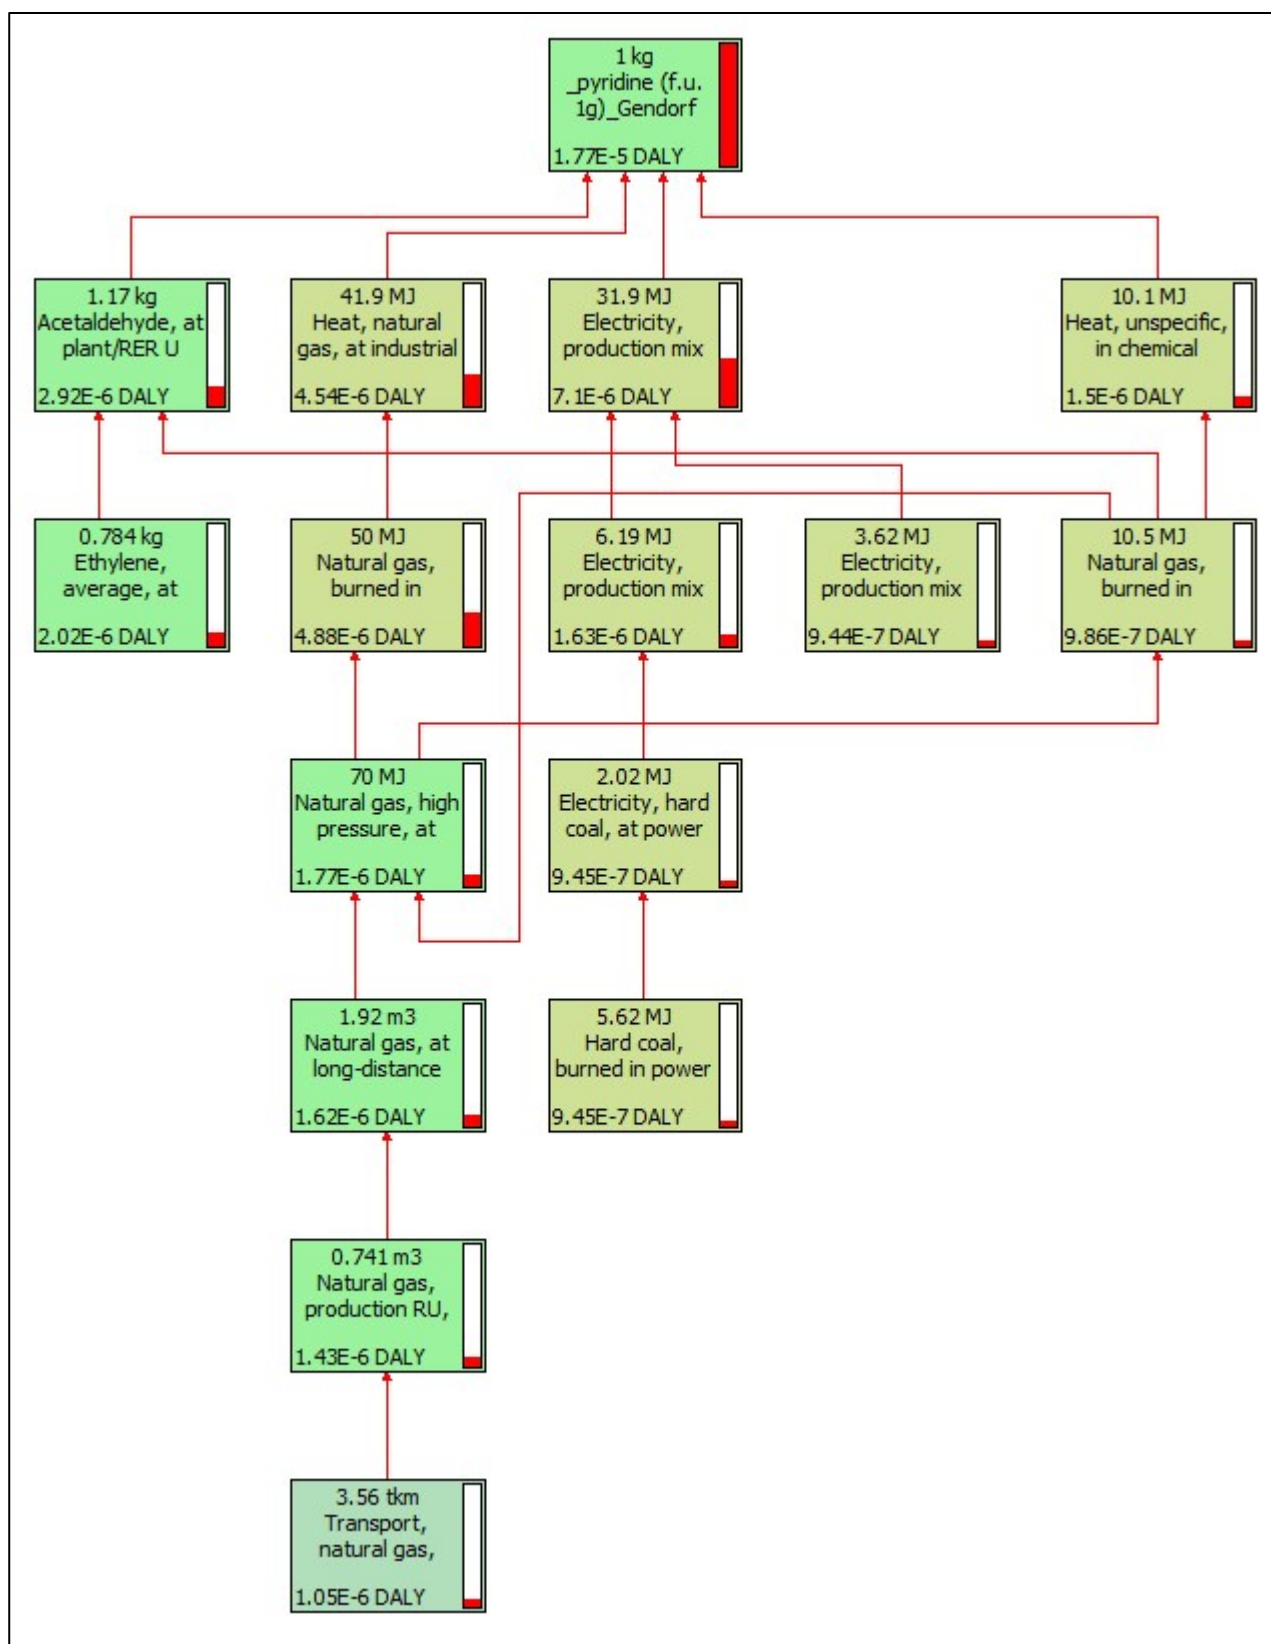 1 kg
_pyridine (f.u.
1g)_Gendorf
1.77E-5 DALY
1.17 kg
Acetaldehyde, at
plant/RER U
2.92E-6 DALY
41.9 MJ
Heat, natural
gas, at industrial
4.54E-6 DALY
31.9 MJ
Electricity,
production mix
7.1E-6 DALY
10.1 MJ
Heat, unspecific,
in chemical
1.5E-6 DALY
0.784 kg
Ethylene,
average, at
2.02E-6 DALY
50 MJ
Natural gas,
burned in
4.88E-6 DALY
6.19 MJ
Electricity,
production mix
1.63E-6 DALY
3.62 MJ
Electricity,
production mix
9.44E-7 DALY
10.5 MJ
Natural gas,
burned in
9.86E-7 DALY
70 MJ
Natural gas, high
pressure, at
1.77E-6 DALY
2.02 MJ
Electricity, hard
coal, at power
9.45E-7 DALY
1.92 m3
Natural gas, at
long-distance
1.62E-6 DALY
5.62 MJ
Hard coal,
burned in power
9.45E-7 DALY
0.741 m3
Natural gas,
production RU,
1.43E-6 DALY
3.56 tkm
Transport,
natural gas,
1.05E-6 DALY